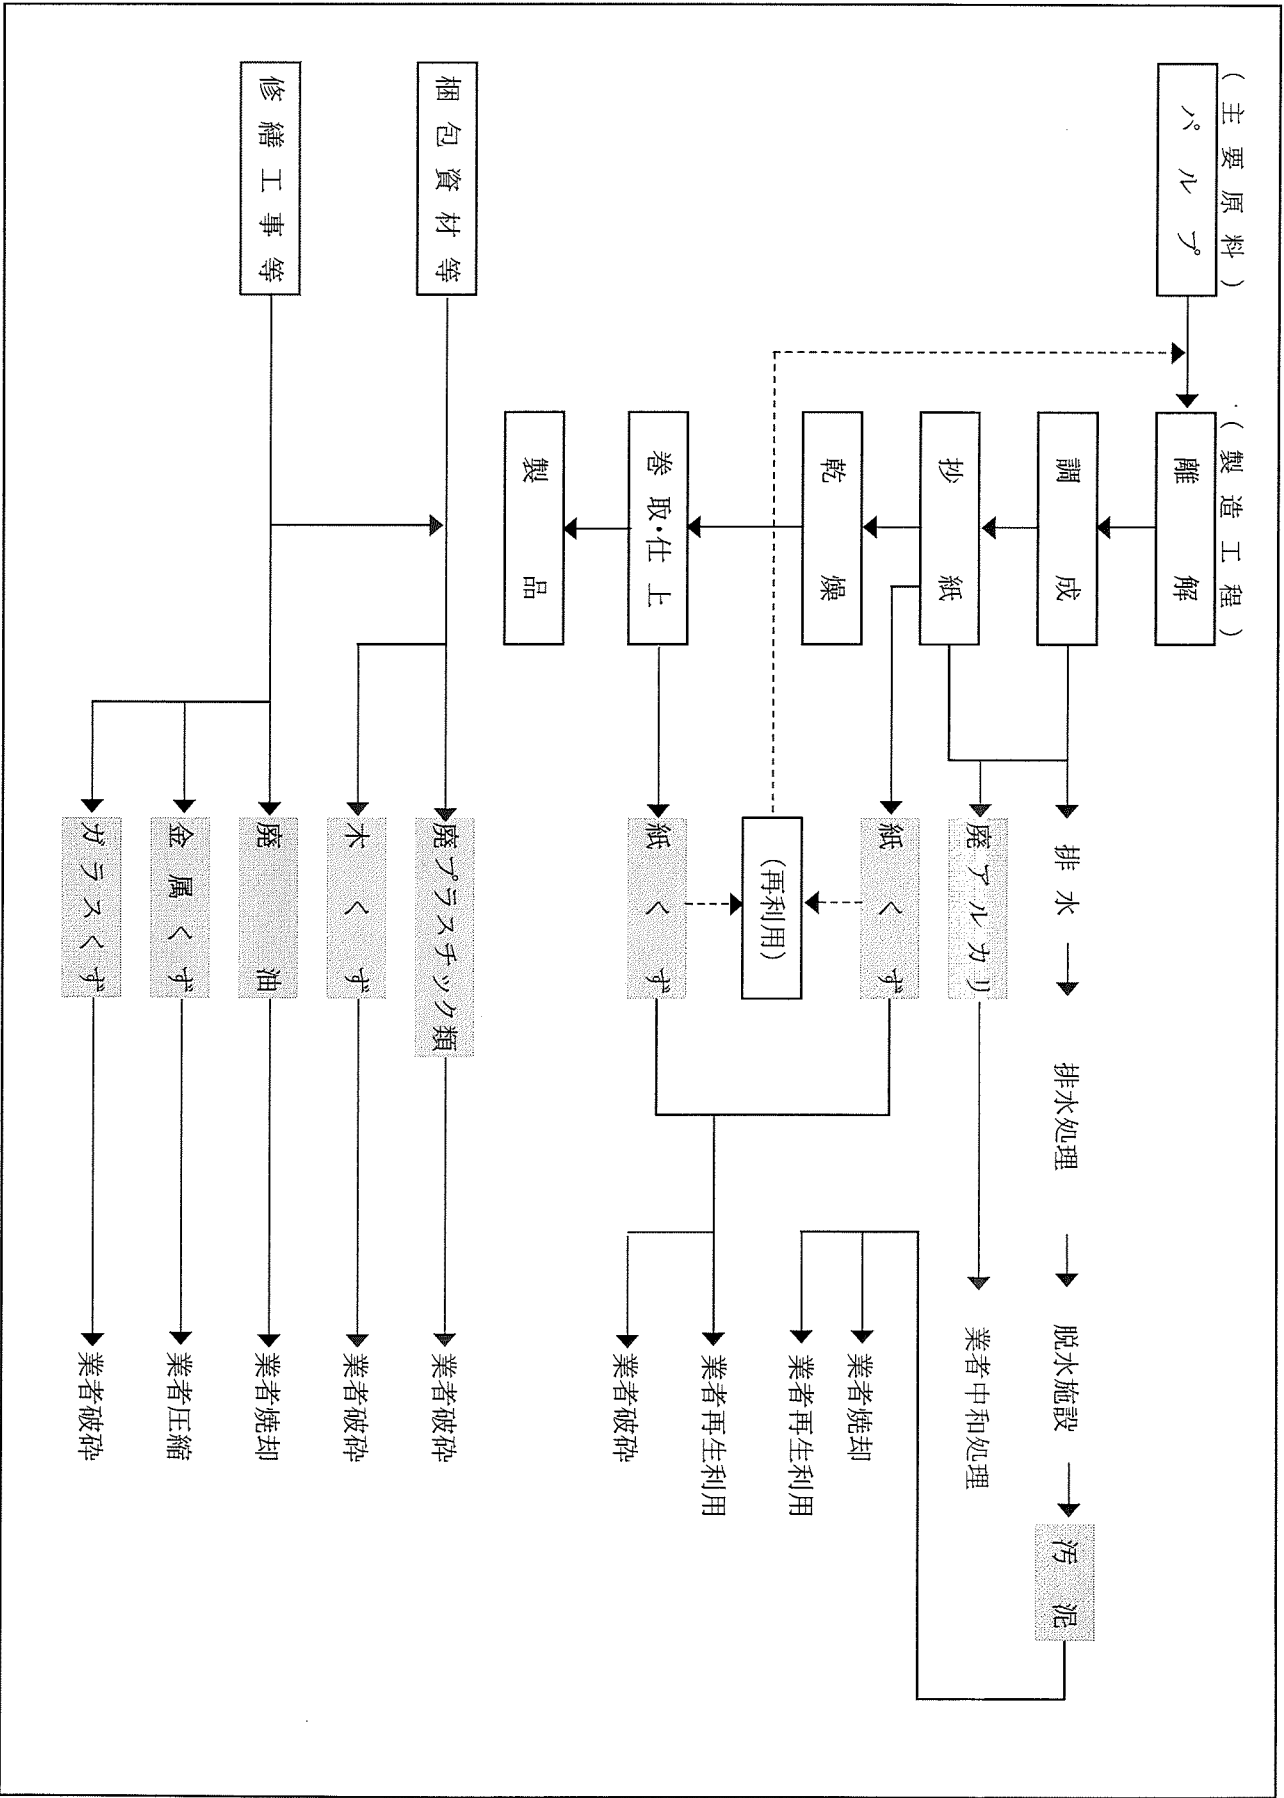 （主要原料）
パルプ
（製造工程）
離解
調成
排水
排水処理
脱水施設
汚泥
抄紙
廃アルカリ
業者中和処理
紙くず
業者焼却
乾燥
（再利用）
業者再生利用
巻取・仕上
紙くず
業者再生利用
業者破砕
製品
梱包資材等
廃プラスチック類
業者破砕
木くず
業者破砕
修繕工事等
廃油
業者焼却
金属くず
業者圧縮
ガラスくず
業者破砕